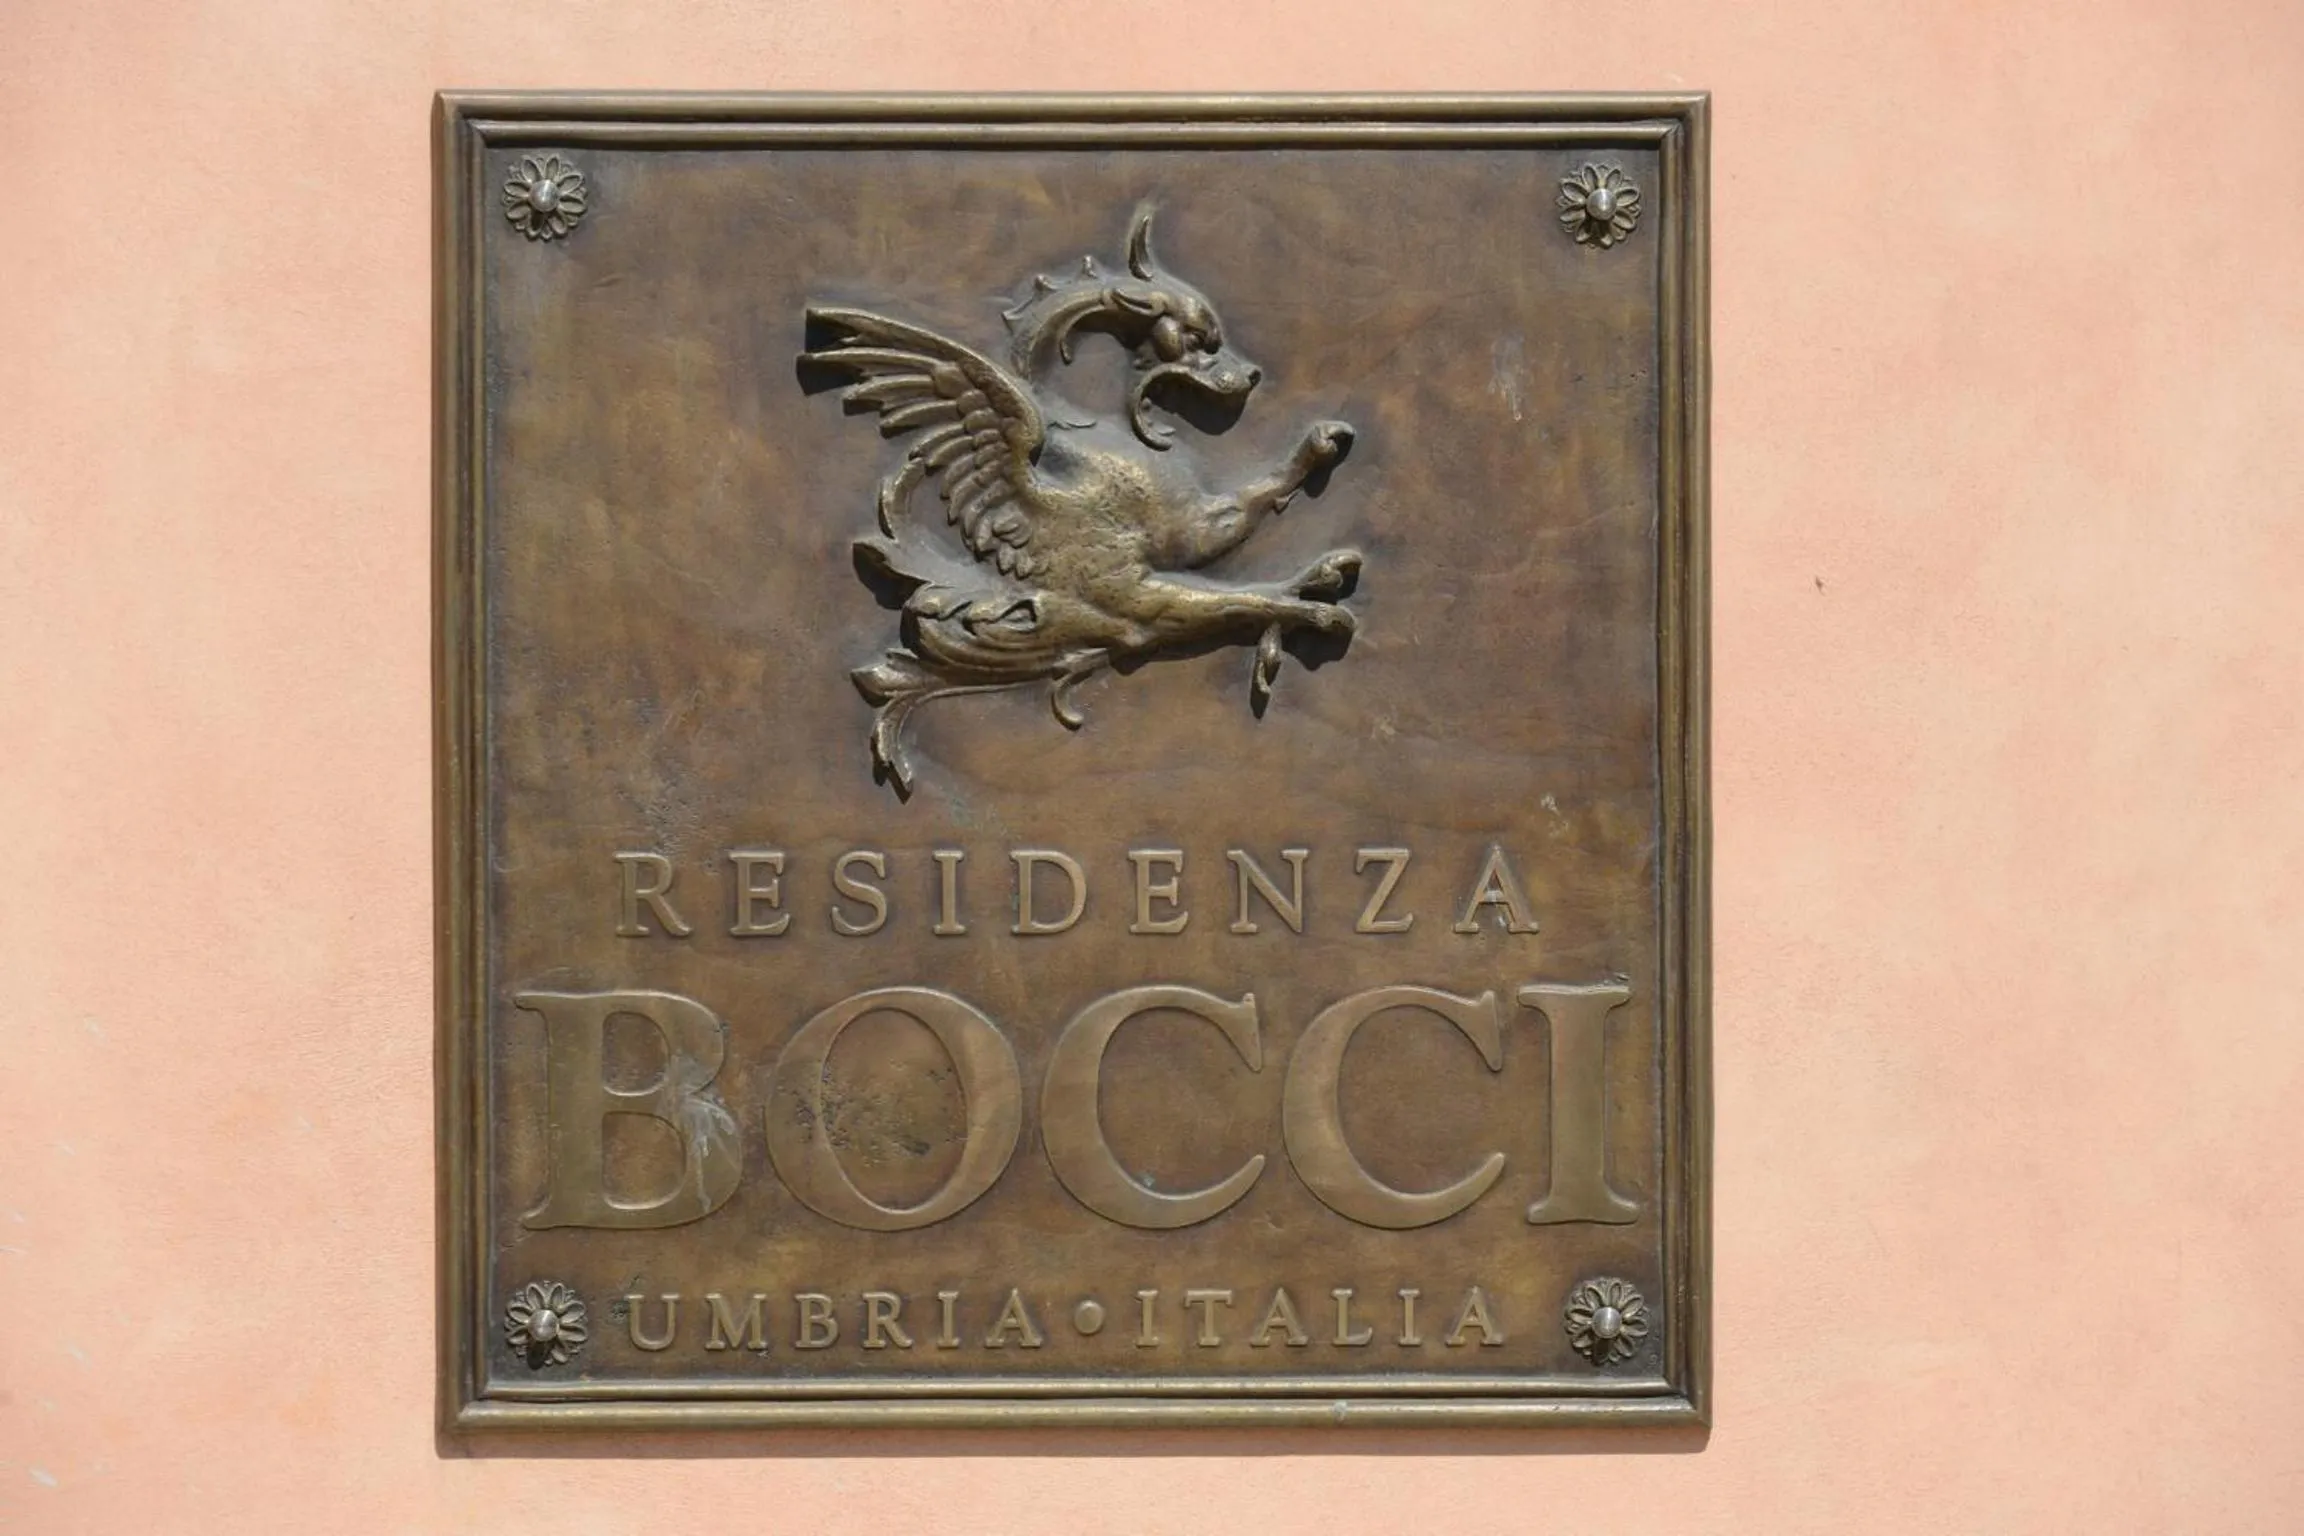 RESIDENZA
BOCCI
UMBRIA • ITALIA